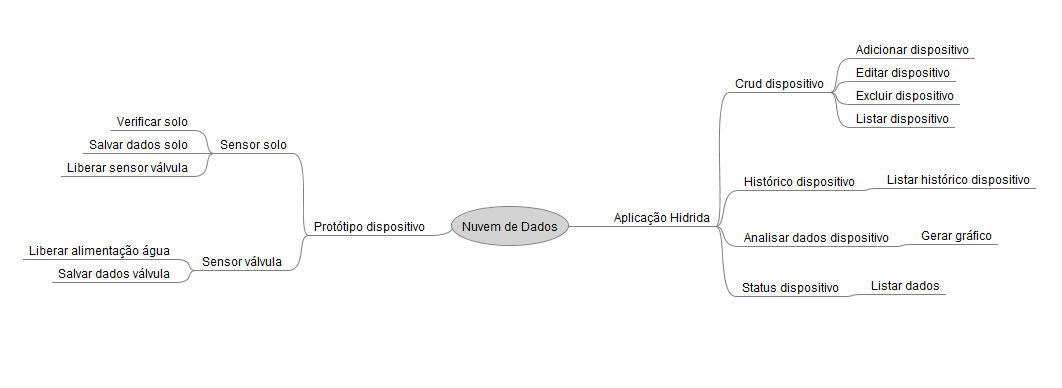 Nuvem de Dados
Protótipo dispositivo
Sensor solo
Verificar solo
Salvar dados solo
Liberar sensor válvula
Sensor válvula
Liberar alimentação água
Salvar dados válvula
Aplicação Hidrida
Crud dispositivo
Adicionar dispositivo
Editar dispositivo
Excluir dispositivo
Listar dispositivo
Histórico dispositivo
Listar histórico dispositivo
Analisar dados dispositivo
Gerar gráfico
Status dispositivo
Listar dados